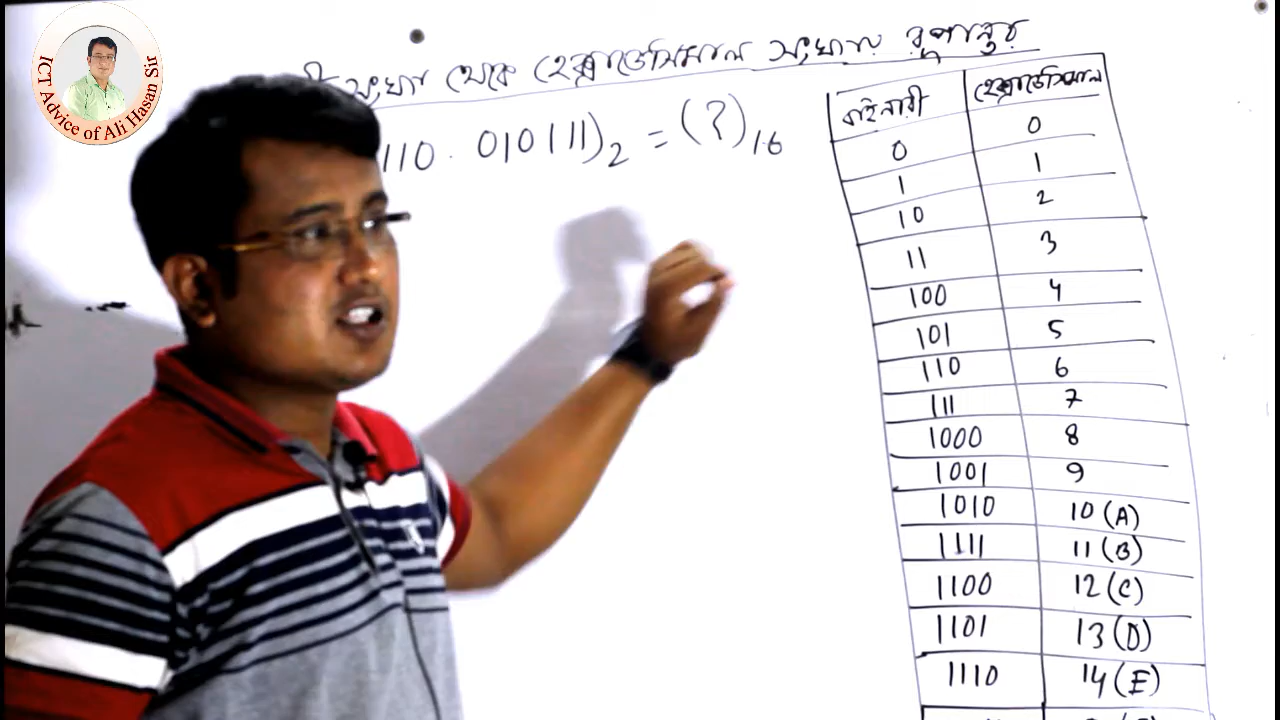 ICT Advice of Ali Hasan Sir
সংখ্যা থেকে হেক্সাডেসিমাল সংখ্যায় রূপান্তর
110 . 010111)₂ = (?)₁₆
বাইনারী হেক্সাডেসিমাল
0 0
1 1
10 2
11 3
100 4
101 5
110 6
111 7
1000 8
1001 9
1010 10 (A)
1111 11 (B)
1100 12 (C)
1101 13 (D)
1110 14 (E)